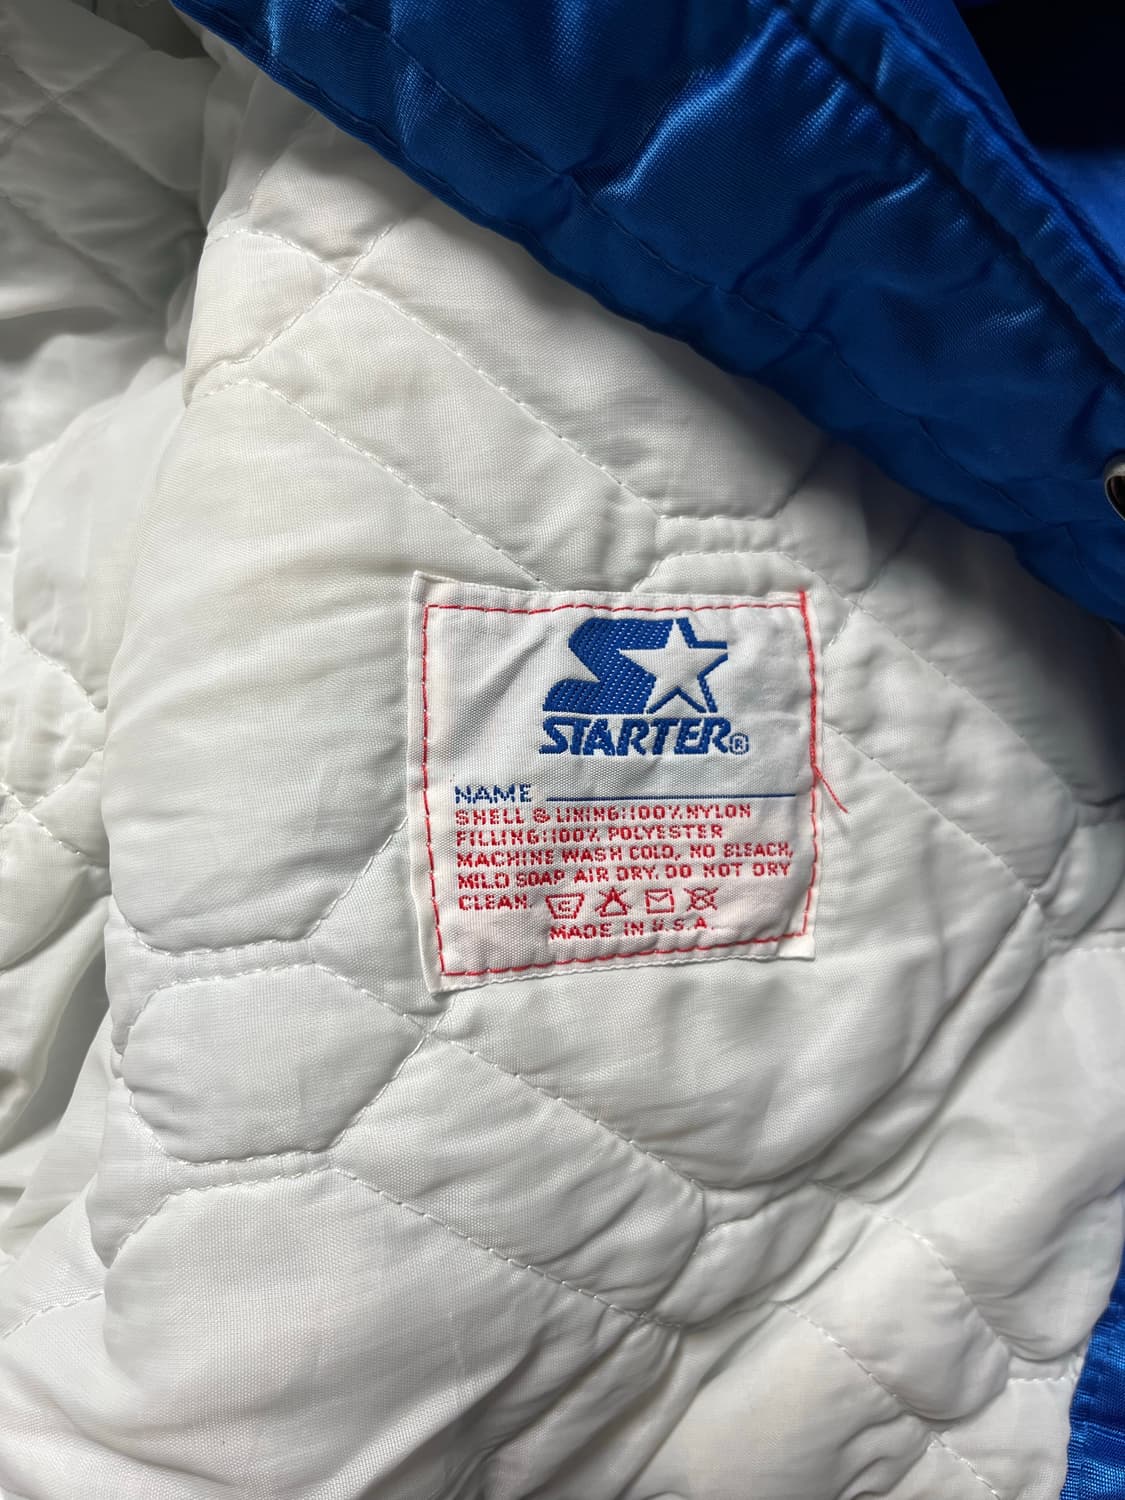 STARTER®
NAME
SHELL & LINING:100% NYLON
FILLING:100% POLYESTER
MACHINE WASH COLD, NO BLEACH,
MILD SOAP AIR DRY. DO NOT DRY
CLEAN.
MADE IN U.S.A.